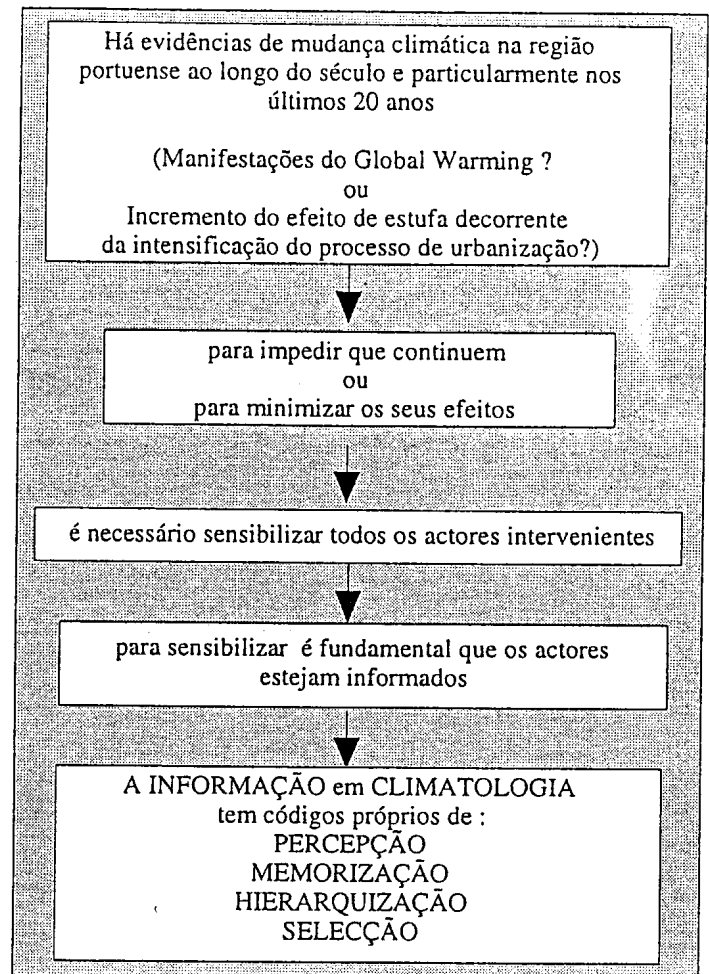 Há evidências de mudança climática na região
portuense ao longo do século e particularmente nos
últimos 20 anos
(Manifestações do Global Warming ?
ou
Incremento do efeito de estufa decorrente
da intensificação do processo de urbanização?)
para impedir que continuem
ou
para minimizar os seus efeitos
é necessário sensibilizar todos os actores intervenientes
para sensibilizar é fundamental que os actores
estejam informados
A INFORMAÇÃO em CLIMATOLOGIA
tem códigos próprios de :
PERCEPÇÃO
MEMORIZAÇÃO
HIERARQUIZAÇÃO
SELECÇÃO